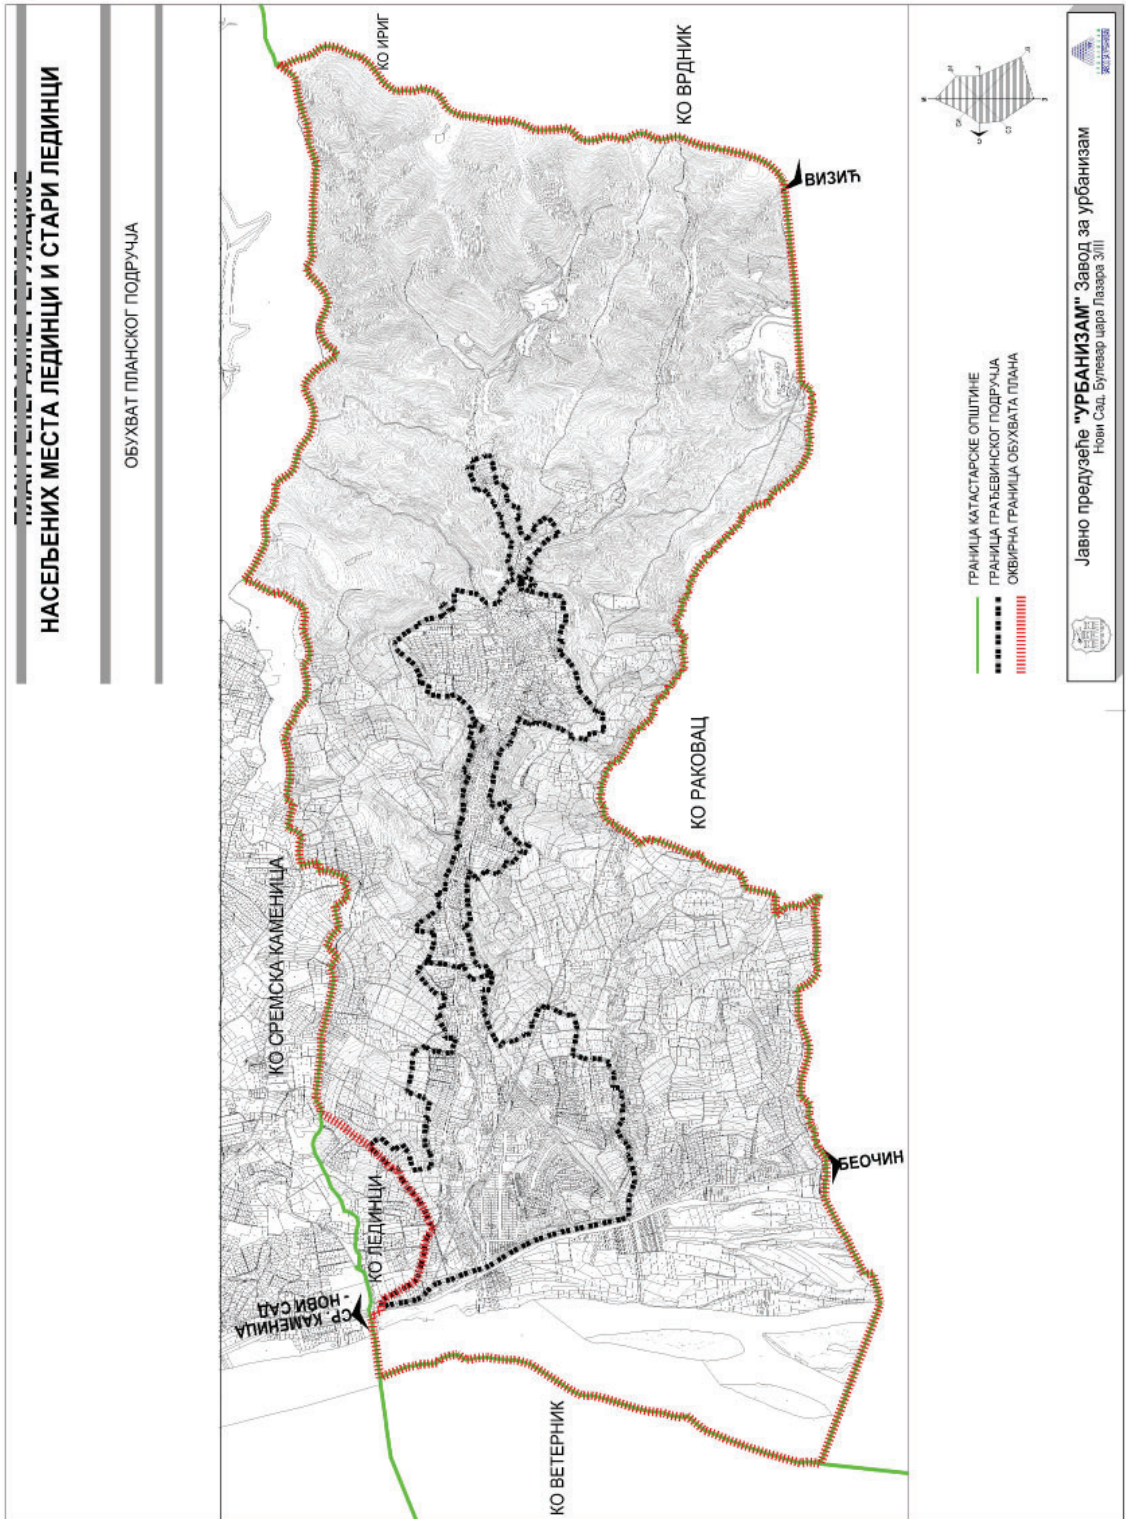 НАСЕЉЕНИХ МЕСТА ЛЕДИНЦИ И СТАРИ ЛЕДИНЦИ
ОБУХВАТ ПЛАНСКОГ ПОДРУЧЈА
КО ИРИГ
КО ВРДНИК
ВИЗИЋ
КО СРЕМСКА КАМЕНИЦА
КО РАКОВАЦ
КО ЛЕДИНЦИ
СР. КАМЕНИЦА
- НОВИ САД
БЕОЧИН
КО ВЕТЕРНИК
ГРАНИЦА КАТАСТАРСКЕ ОПШТИНЕ
ГРАНИЦА ГРАЂЕВИНСКОГ ПОДРУЧЈА
ОКВИРНА ГРАНИЦА ОБУХВАТА ПЛАНА
Јавно предузеће "УРБАНИЗАМ" Завод за урбанизам
Нови Сад, Булевар цара Лазара 3/III